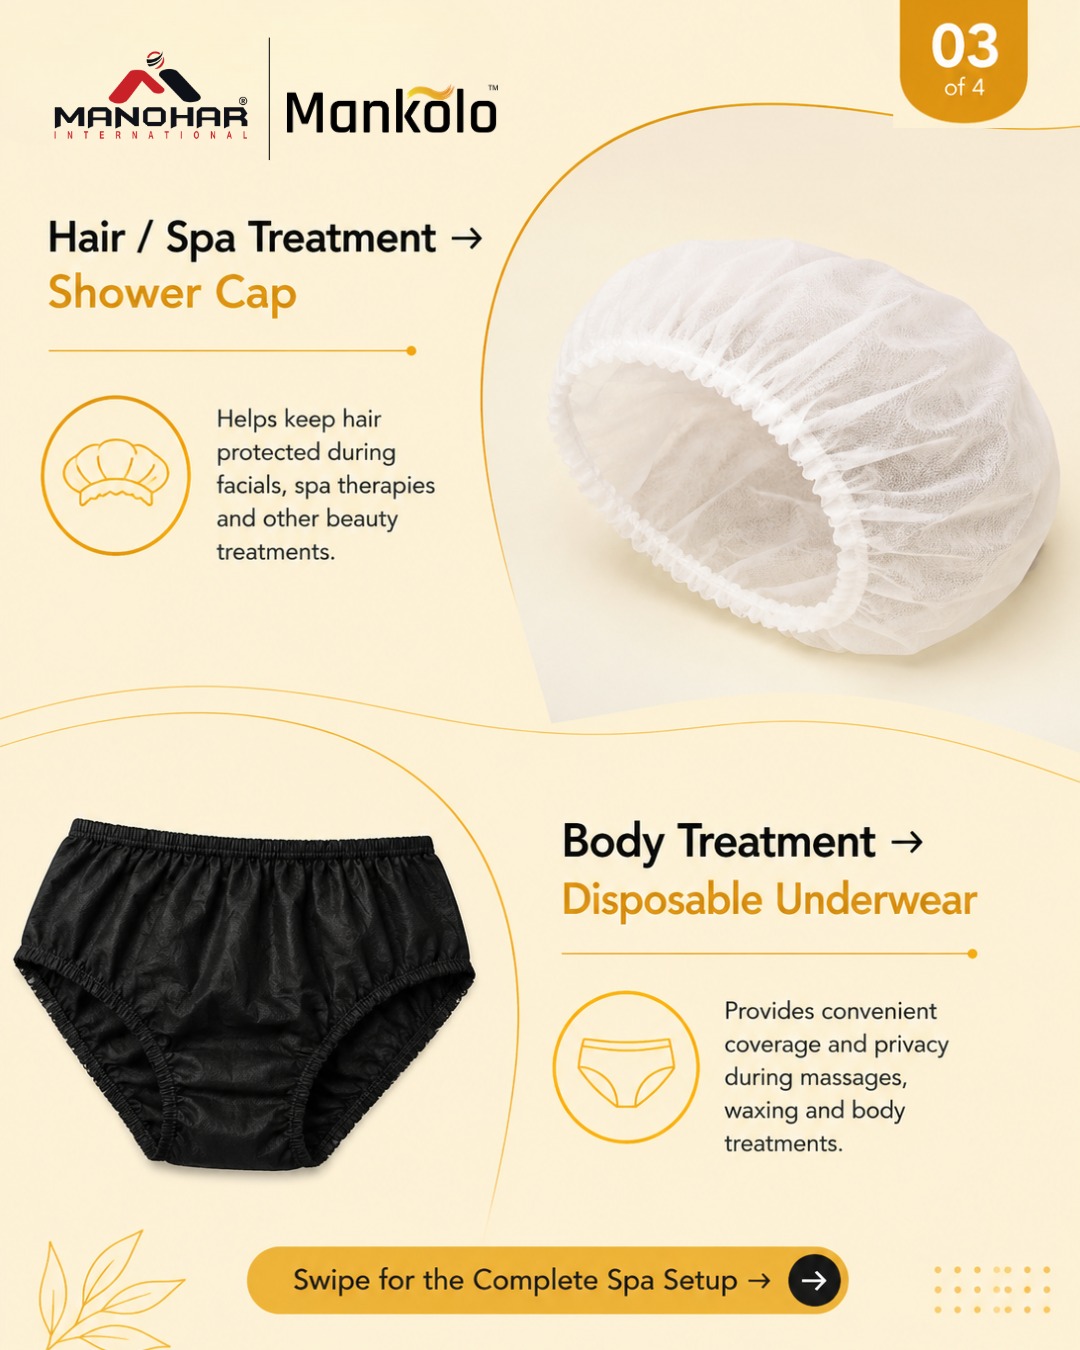 MANOHAR®
INTERNATIONAL
Mankolo™
03
of 4
Hair / Spa Treatment →
Shower Cap
Helps keep hair
protected during
facials, spa therapies
and other beauty
treatments.
Body Treatment →
Disposable Underwear
Provides convenient
coverage and privacy
during massages,
waxing and body
treatments.
Swipe for the Complete Spa Setup →